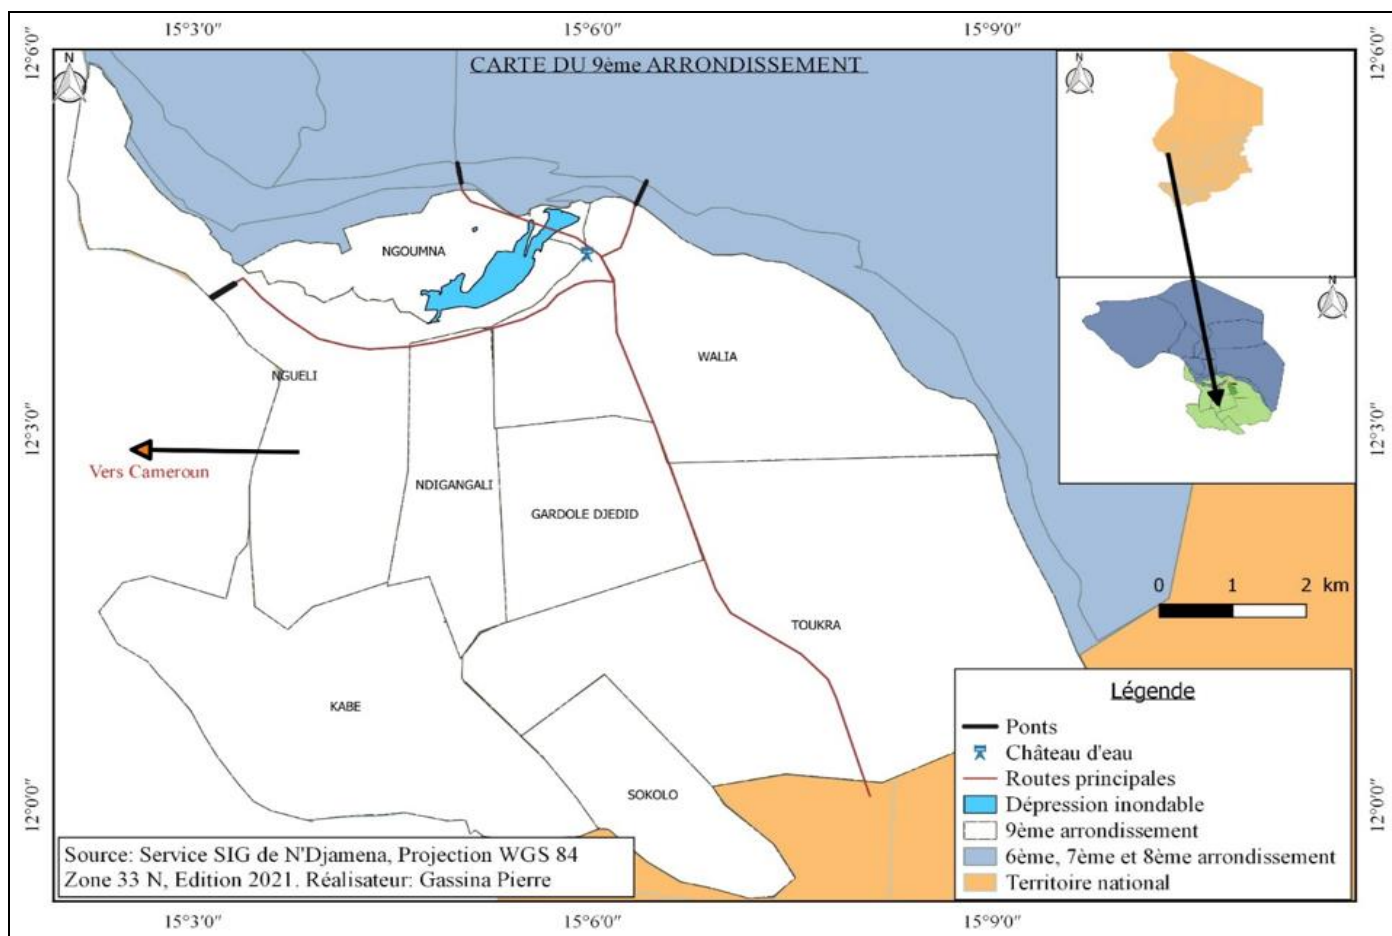 15°3'0" 15°6'0" 15°9'0"
12°6'0" 12°6'0"
N
CARTE DU 9ème ARRONDISSEMENT
N
NGOUMNA
N
WALIA
NGUELI
12°3'0" 12°3'0"
Vers Cameroun
NDIGANGALI
GARDOLE DJEDID
0 1 2 km
TOUKRA
KABE
SOKOLO
Légende
Ponts
Château d'eau
Routes principales
Dépression inondable
9ème arrondissement
6ème, 7ème et 8ème arrondissement
Territoire national
12°0'0" 12°0'0"
Source: Service SIG de N'Djamena, Projection WGS 84
Zone 33 N, Edition 2021. Réalisateur: Gassina Pierre
15°3'0" 15°6'0" 15°9'0"